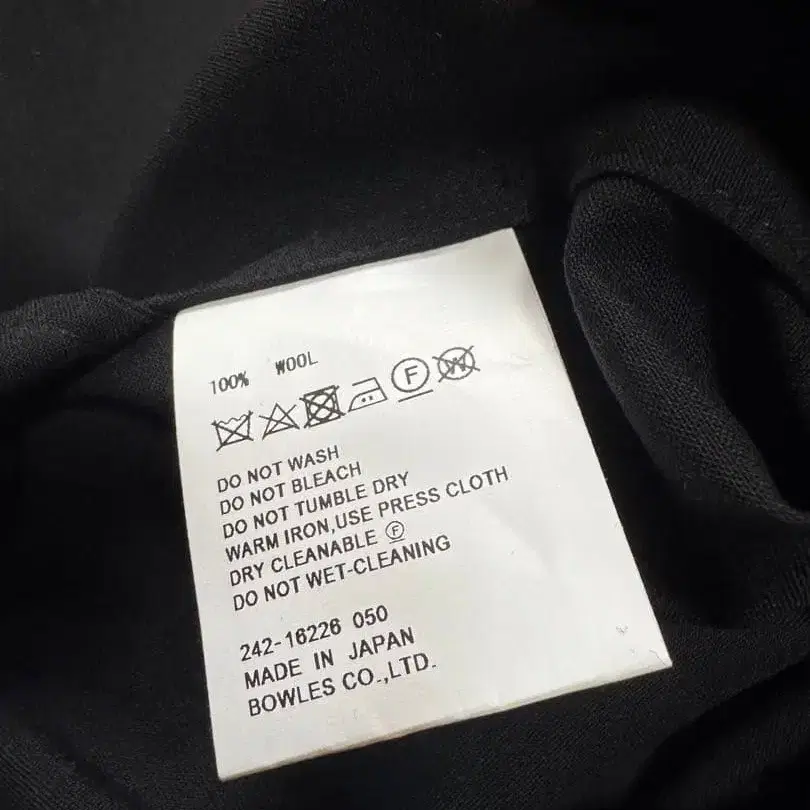 100% WOOL
F W
DO NOT WASH
DO NOT BLEACH
DO NOT TUMBLE DRY
WARM IRON,USE PRESS CLOTH
DRY CLEANABLE Ⓕ
DO NOT WET-CLEANING
242-16226 050
MADE IN JAPAN
BOWLES CO.,LTD.